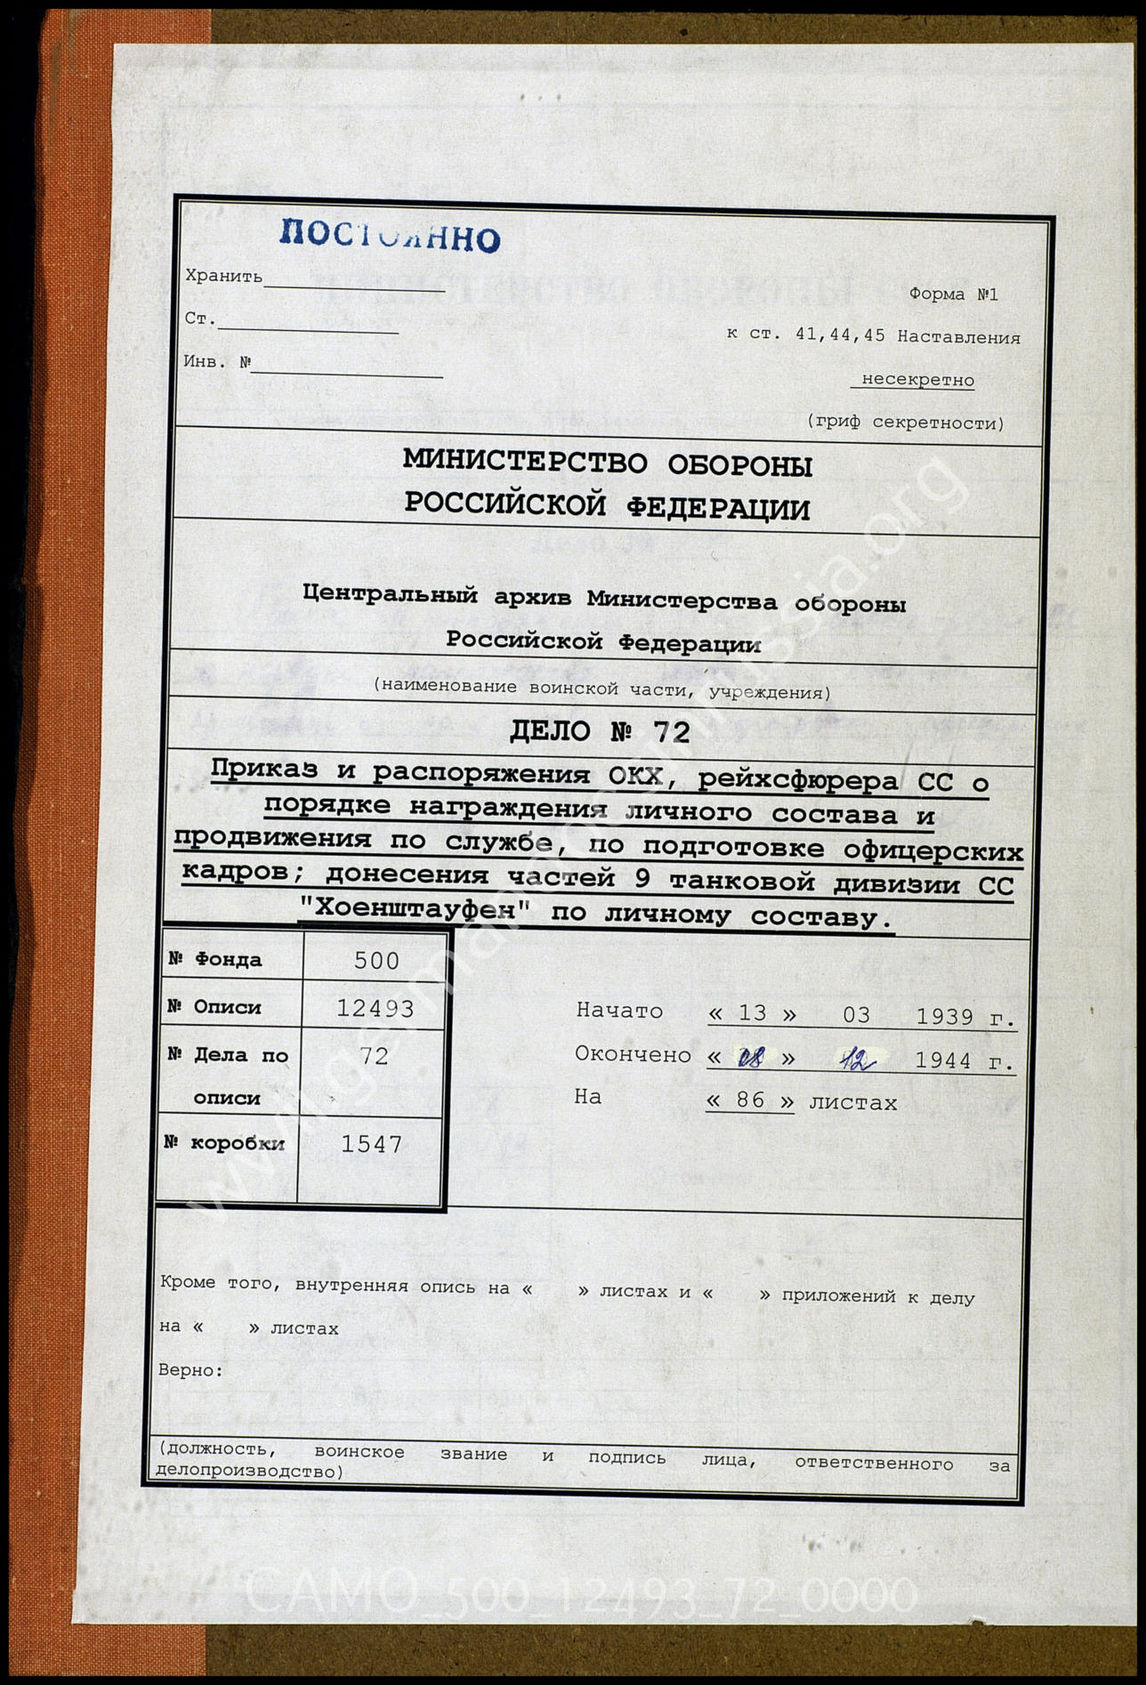 ПОСТОЯННО
Хранить
Форма №1
Ст.
к ст. 41,44,45 Наставления
Инв. №
несекретно
(гриф секретности)
МИНИСТЕРСТВО ОБОРОНЫ
РОССИЙСКОЙ ФЕДЕРАЦИИ
Центральный архив Министерства обороны
Российской Федерации
(наименование воинской части, учреждения)
ДЕЛО № 72
Приказ и распоряжения ОКХ, рейхсфюрера СС о
порядке награждения личного состава и
продвижения по службе, по подготовке офицерских
кадров; донесения частей 9 танковой дивизии СС
"Хоенштауфен" по личному составу.
№ Фонда 500
№ Описи 12493
№ Дела по 72
описи
№ коробки 1547
Начато « 13 » 03 1939 г.
Окончено « 08 » 12 1944 г.
На « 86 » листах
Кроме того, внутренняя опись на « » листах и « » приложений к делу
на « » листах
Верно:
(должность, воинское звание и подпись лица, ответственного за
делопроизводство)
CAMO_500_12493_72_0000